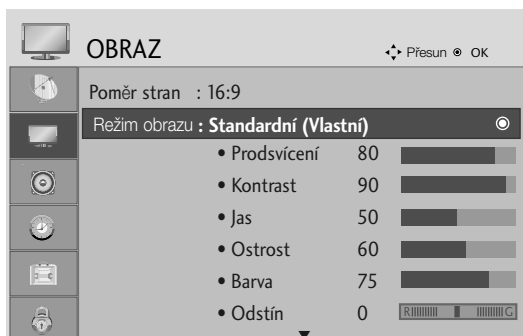 OBRAZ
Přesun OK
Poměr stran : 16:9
Režim obrazu : Standardní (Vlastní)
• Prodsvícení 80
• Kontrast 90
• Jas 50
• Ostrost 60
• Barva 75
• Odstín 0 R G